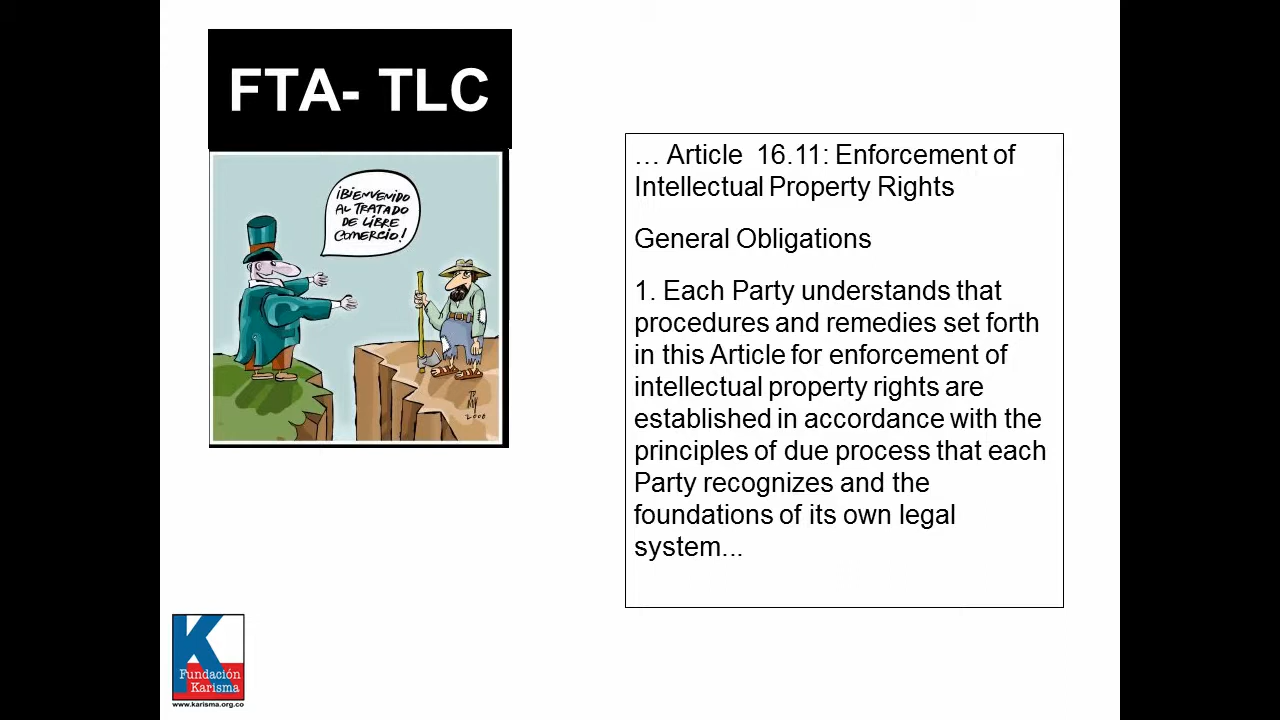 FTA- TLC
¡BIENVENIDO
AL TRATADO
DE LIBRE
COMERCIO!
2006
… Article 16.11: Enforcement of
Intellectual Property Rights
General Obligations
1. Each Party understands that
procedures and remedies set forth
in this Article for enforcement of
intellectual property rights are
established in accordance with the
principles of due process that each
Party recognizes and the
foundations of its own legal
system...
K
Fundación
Karisma
www.karisma.org.co